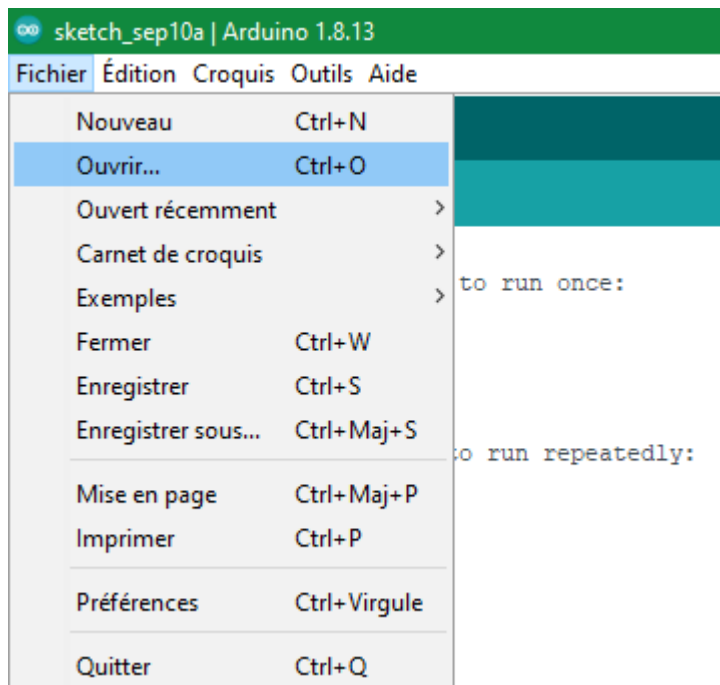 sketch_sep10a | Arduino 1.8.13
Fichier Édition Croquis Outils Aide
Nouveau Ctrl+N
Ouvrir... Ctrl+O
Ouvert récemment
Carnet de croquis
Exemples
to run once:
Fermer Ctrl+W
Enregistrer Ctrl+S
Enregistrer sous... Ctrl+Maj+S
to run repeatedly:
Mise en page Ctrl+Maj+P
Imprimer Ctrl+P
Préférences Ctrl+Virgule
Quitter Ctrl+Q